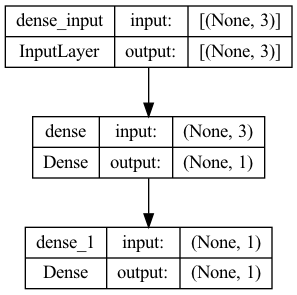 dense_input input: [(None, 3)]
InputLayer output: [(None, 3)]
dense input: (None, 3)
Dense output: (None, 1)
dense_1 input: (None, 1)
Dense output: (None, 1)